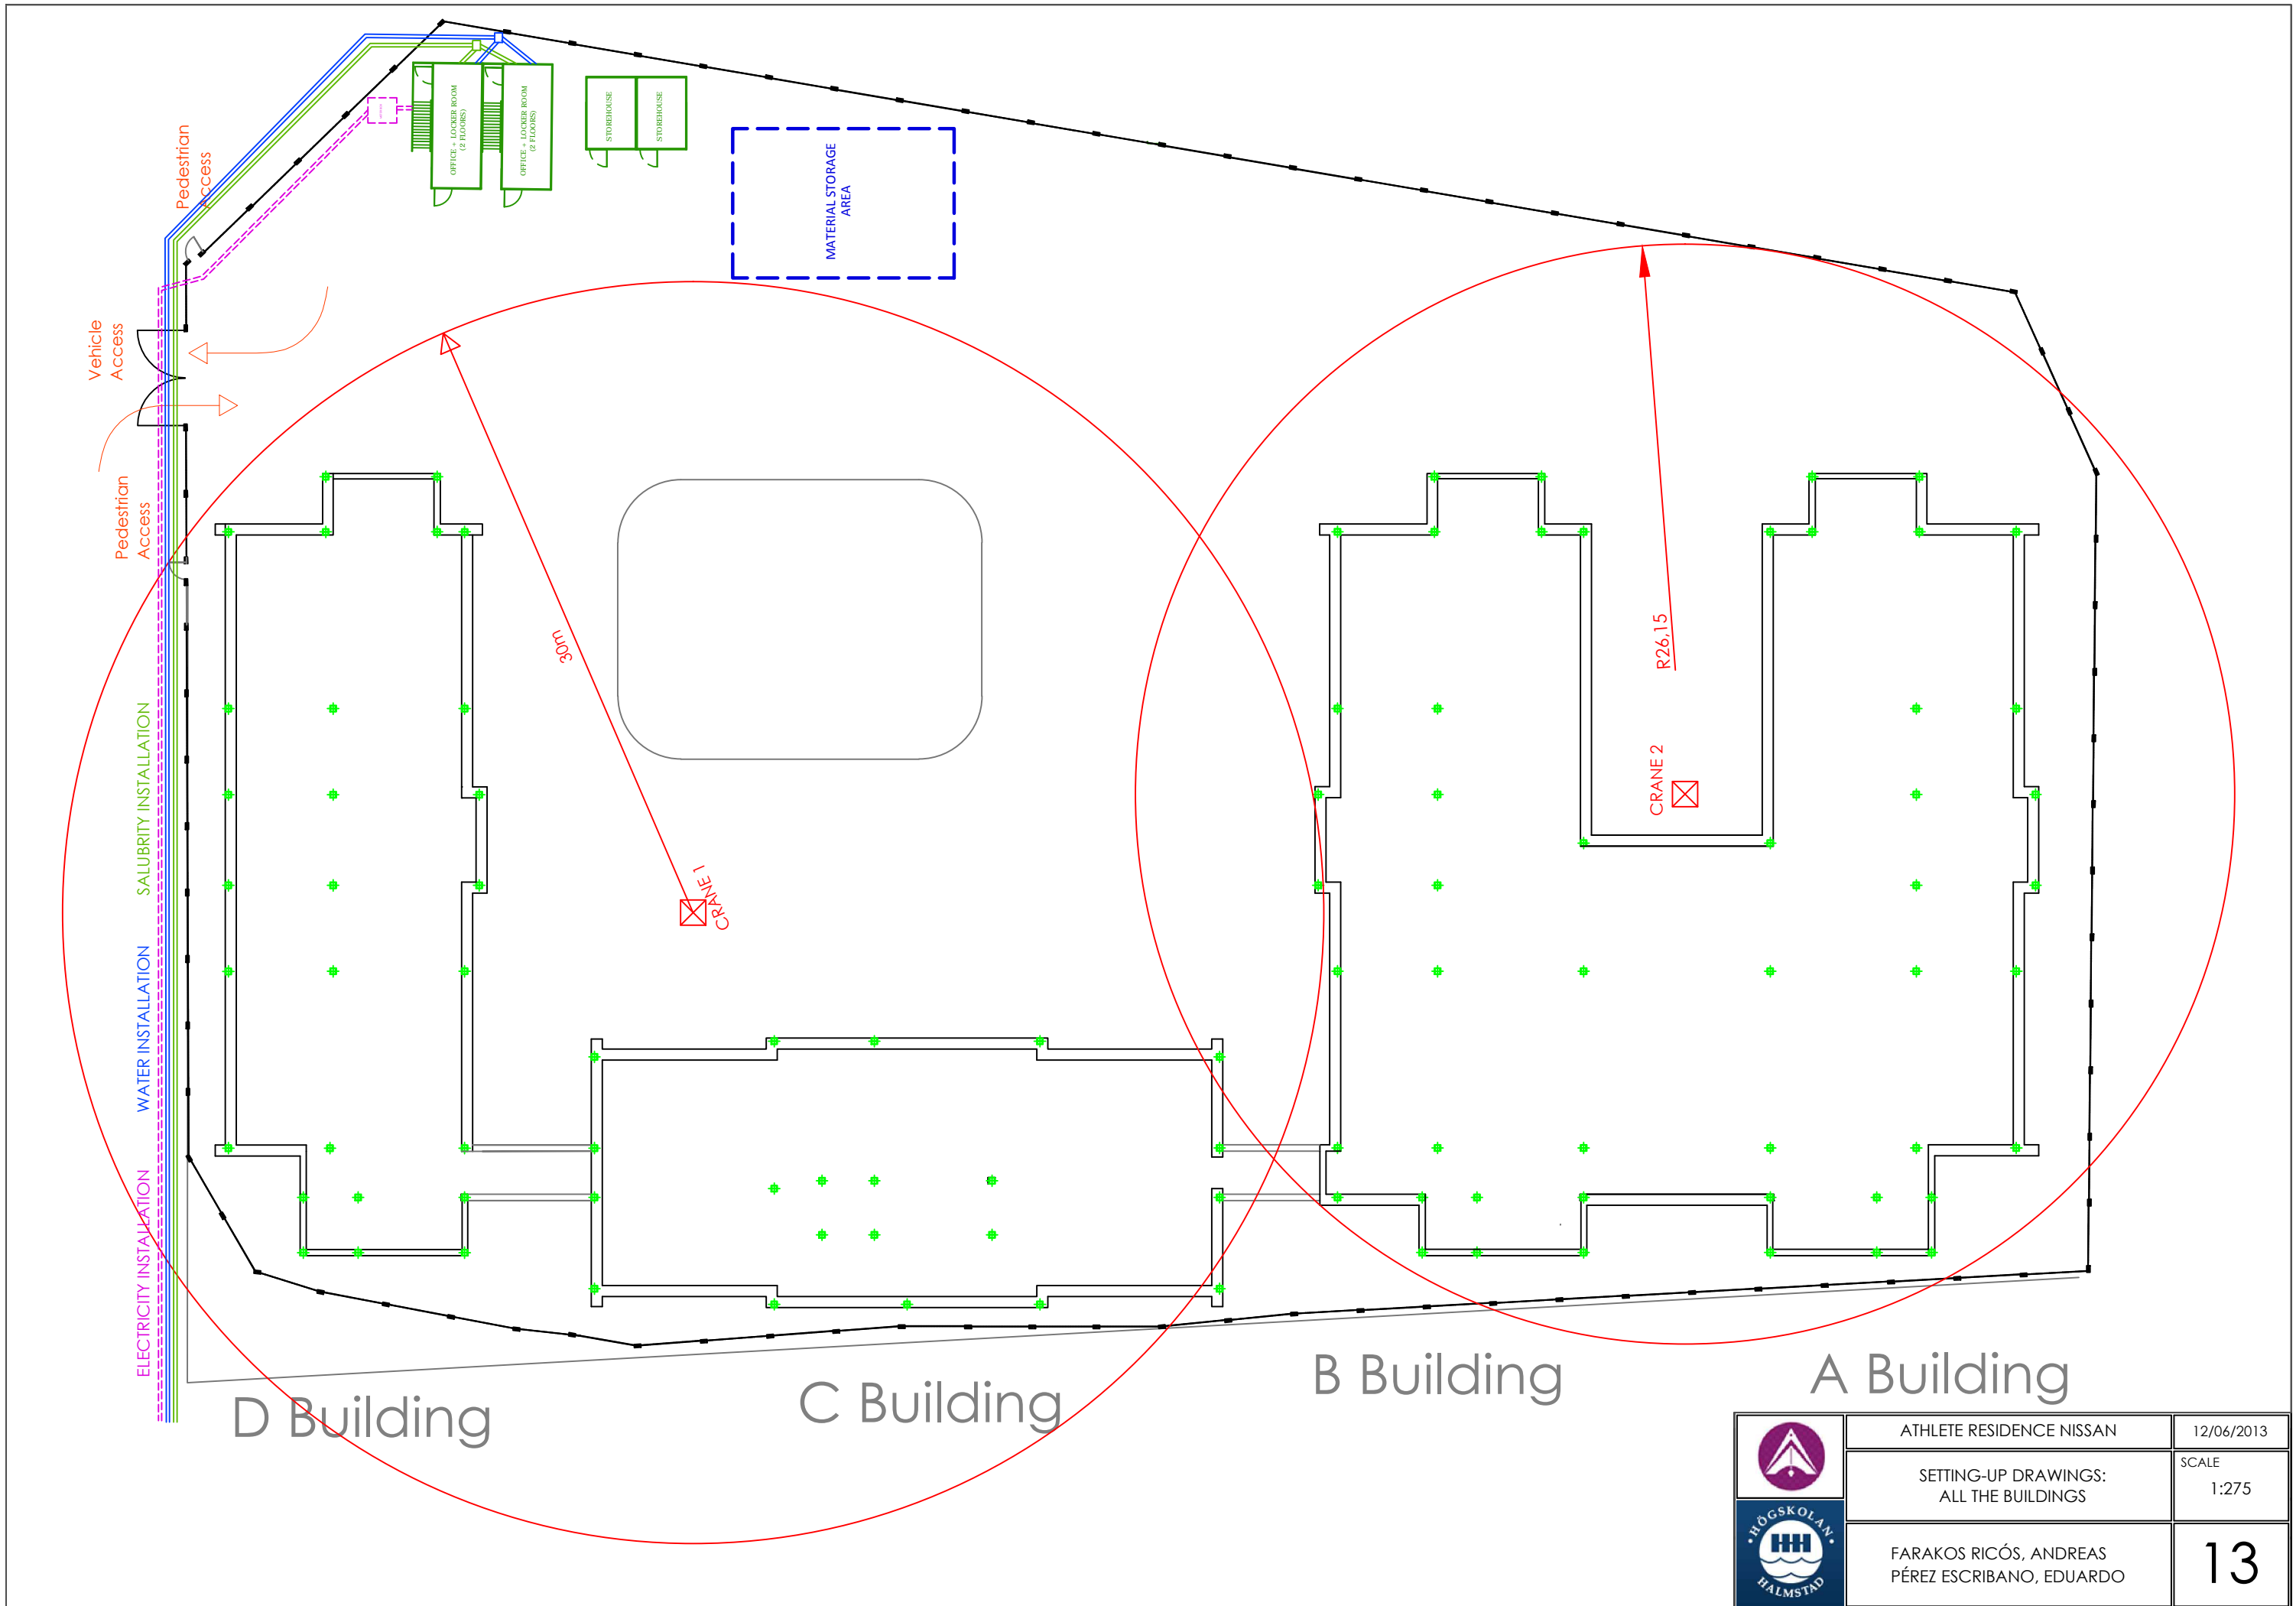 Pedestrian
Access
OFFICE + LOCKER ROOM
(2 FLOORS)
OFFICE + LOCKER ROOM
(2 FLOORS)
STOREHOUSE
STOREHOUSE
MATERIAL STORAGE
AREA
Vehicle
Access
Pedestrian
Access
30m
CRANE 1
R26,15
CRANE 2
SALUBRITY INSTALLATION
WATER INSTALLATION
ELECTRICITY INSTALLATION
D Building
C Building
B Building
A Building
ATHLETE RESIDENCE NISSAN
12/06/2013
SETTING-UP DRAWINGS:
ALL THE BUILDINGS
SCALE
1:275
HÖGSKOLAN
HALMSTAD
FARAKOS RICÓS, ANDREAS
PÉREZ ESCRIBANO, EDUARDO
13